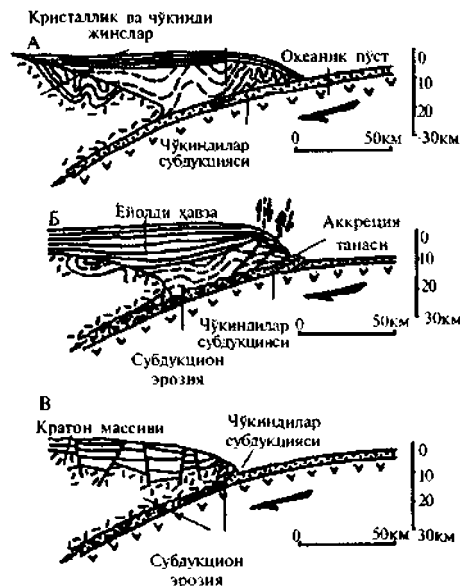 Кристаллик ва чўкинди
жинслар
А
Океаник пўст
0
10
20
-30км
0 50км
Чўкиндилар
субдукцияси
Б
Ёйолди ҳавза
Аккреция
танаси
0
10
20
30км
0 50км
Чўкиндилар
субдукцияси
Субдукцион
эрозия
В
Кратон массиви
Чўкиндилар
субдукцияси
0
10
20
30км
0 50км
Субдукцион
эрозия